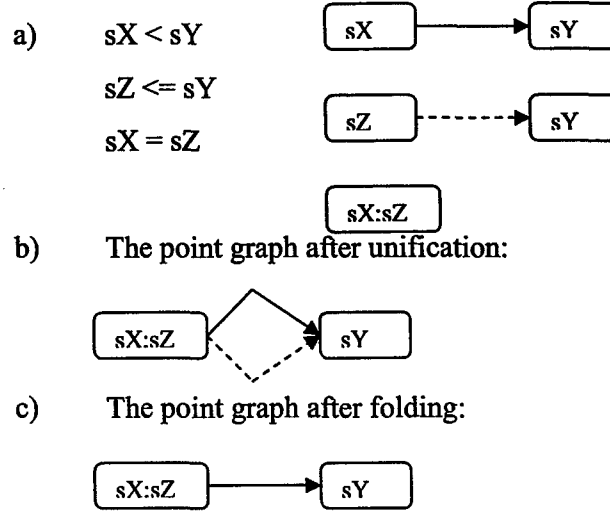 a) sX < sY sX sY
sZ <= sY sZ sY
sX = sZ
sX:sZ
b) The point graph after unification:
sX:sZ sY
c) The point graph after folding:
sX:sZ sY